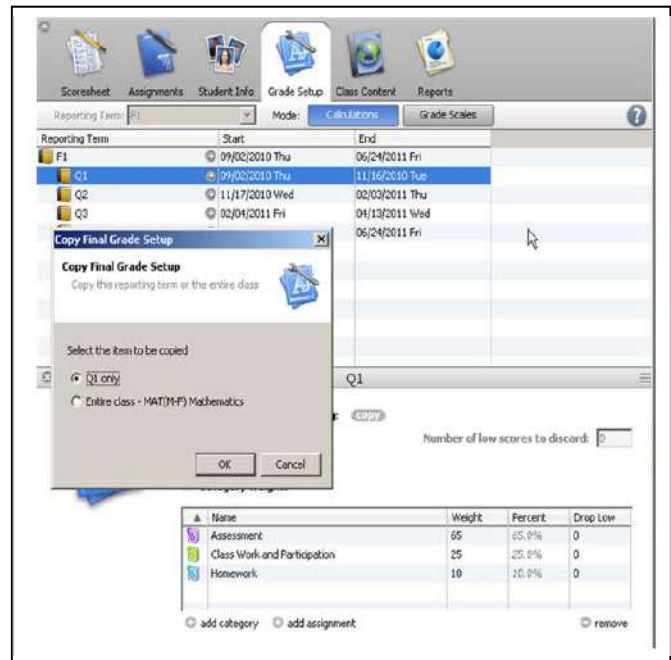 Scoresheet Assignments Student Info Grade Setup Class Content Reports
Reporting Term: F1 Mode: Calculations Grade Scales
Reporting Term Start End
F1 09/02/2010 Thu 06/24/2011 Fri
Q1 09/02/2010 Thu 11/16/2010 Tue
Q2 11/17/2010 Wed 02/03/2011 Thu
Q3 02/04/2011 Fri 04/13/2011 Wed
06/24/2011 Fri
Copy Final Grade Setup
Copy Final Grade Setup
Copy this reporting term or the entire class
Select the item to be copied
Q1 only
Entire class - MAT(M-F) Mathematics
OK Cancel
Q1
copy
Number of low scores to discard: 0
Name Weight Percent Drop Low
Assessment 65 65.0% 0
Class Work and Participation 25 25.0% 0
Homework 10 10.0% 0
add category add assignment remove